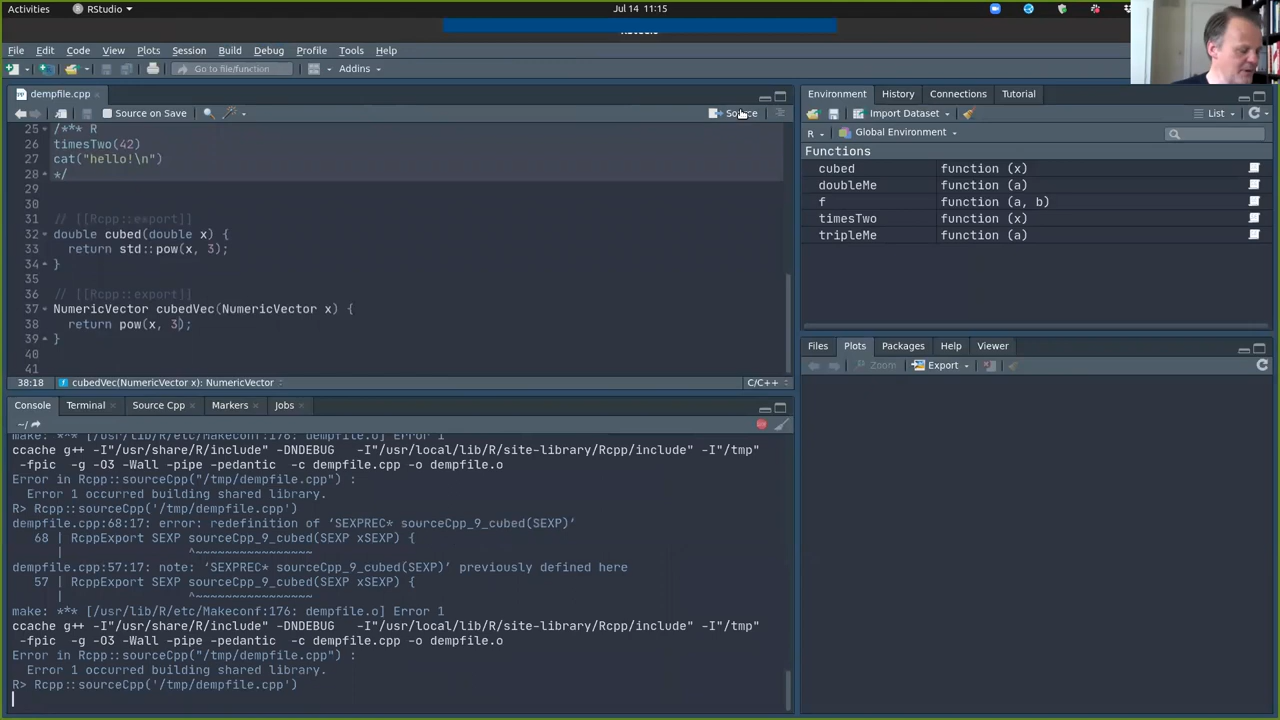 Activities
RStudio
Jul 14 11:15
File Edit Code View Plots Session Build Debug Profile Tools Help
Go to file/function
Addins
dempfile.cpp
Source on Save
Source
25 /*** R
26 timesTwo(42)
27 cat("hello!\n")
28 */
29
30
31 // [[Rcpp::export]]
32 double cubed(double x) {
33 return std::pow(x, 3);
34 }
35
36 // [[Rcpp::export]]
37 NumericVector cubedVec(NumericVector x) {
38 return pow(x, 3);
39 }
40
41
38:18 cubedVec(NumericVector x): NumericVector C/C++
Console Terminal Source Cpp Markers Jobs
~/
make: *** [/usr/lib/R/etc/Makeconf:176: dempfile.o] Error 1
ccache g++ -I"/usr/share/R/include" -DNDEBUG -I"/usr/local/lib/R/site-library/Rcpp/include" -I"/tmp"
-fpic -g -O3 -Wall -pipe -pedantic -c dempfile.cpp -o dempfile.o
Error in Rcpp::sourceCpp("/tmp/dempfile.cpp") :
Error 1 occurred building shared library.
R> Rcpp::sourceCpp('/tmp/dempfile.cpp')
dempfile.cpp:68:17: error: redefinition of ‘SEXPREC* sourceCpp_9_cubed(SEXP)’
68 | RcppExport SEXP sourceCpp_9_cubed(SEXP xSEXP) {
| ^~~~~~~~~~~~~~~~~
dempfile.cpp:57:17: note: ‘SEXPREC* sourceCpp_9_cubed(SEXP)’ previously defined here
57 | RcppExport SEXP sourceCpp_9_cubed(SEXP xSEXP) {
| ^~~~~~~~~~~~~~~~~
make: *** [/usr/lib/R/etc/Makeconf:176: dempfile.o] Error 1
ccache g++ -I"/usr/share/R/include" -DNDEBUG -I"/usr/local/lib/R/site-library/Rcpp/include" -I"/tmp"
-fpic -g -O3 -Wall -pipe -pedantic -c dempfile.cpp -o dempfile.o
Error in Rcpp::sourceCpp("/tmp/dempfile.cpp") :
Error 1 occurred building shared library.
R> Rcpp::sourceCpp('/tmp/dempfile.cpp')
Environment History Connections Tutorial
Import Dataset
List
R Global Environment
Functions
cubed function (x)
doubleMe function (a)
f function (a, b)
timesTwo function (x)
tripleMe function (a)
Files Plots Packages Help Viewer
Zoom Export